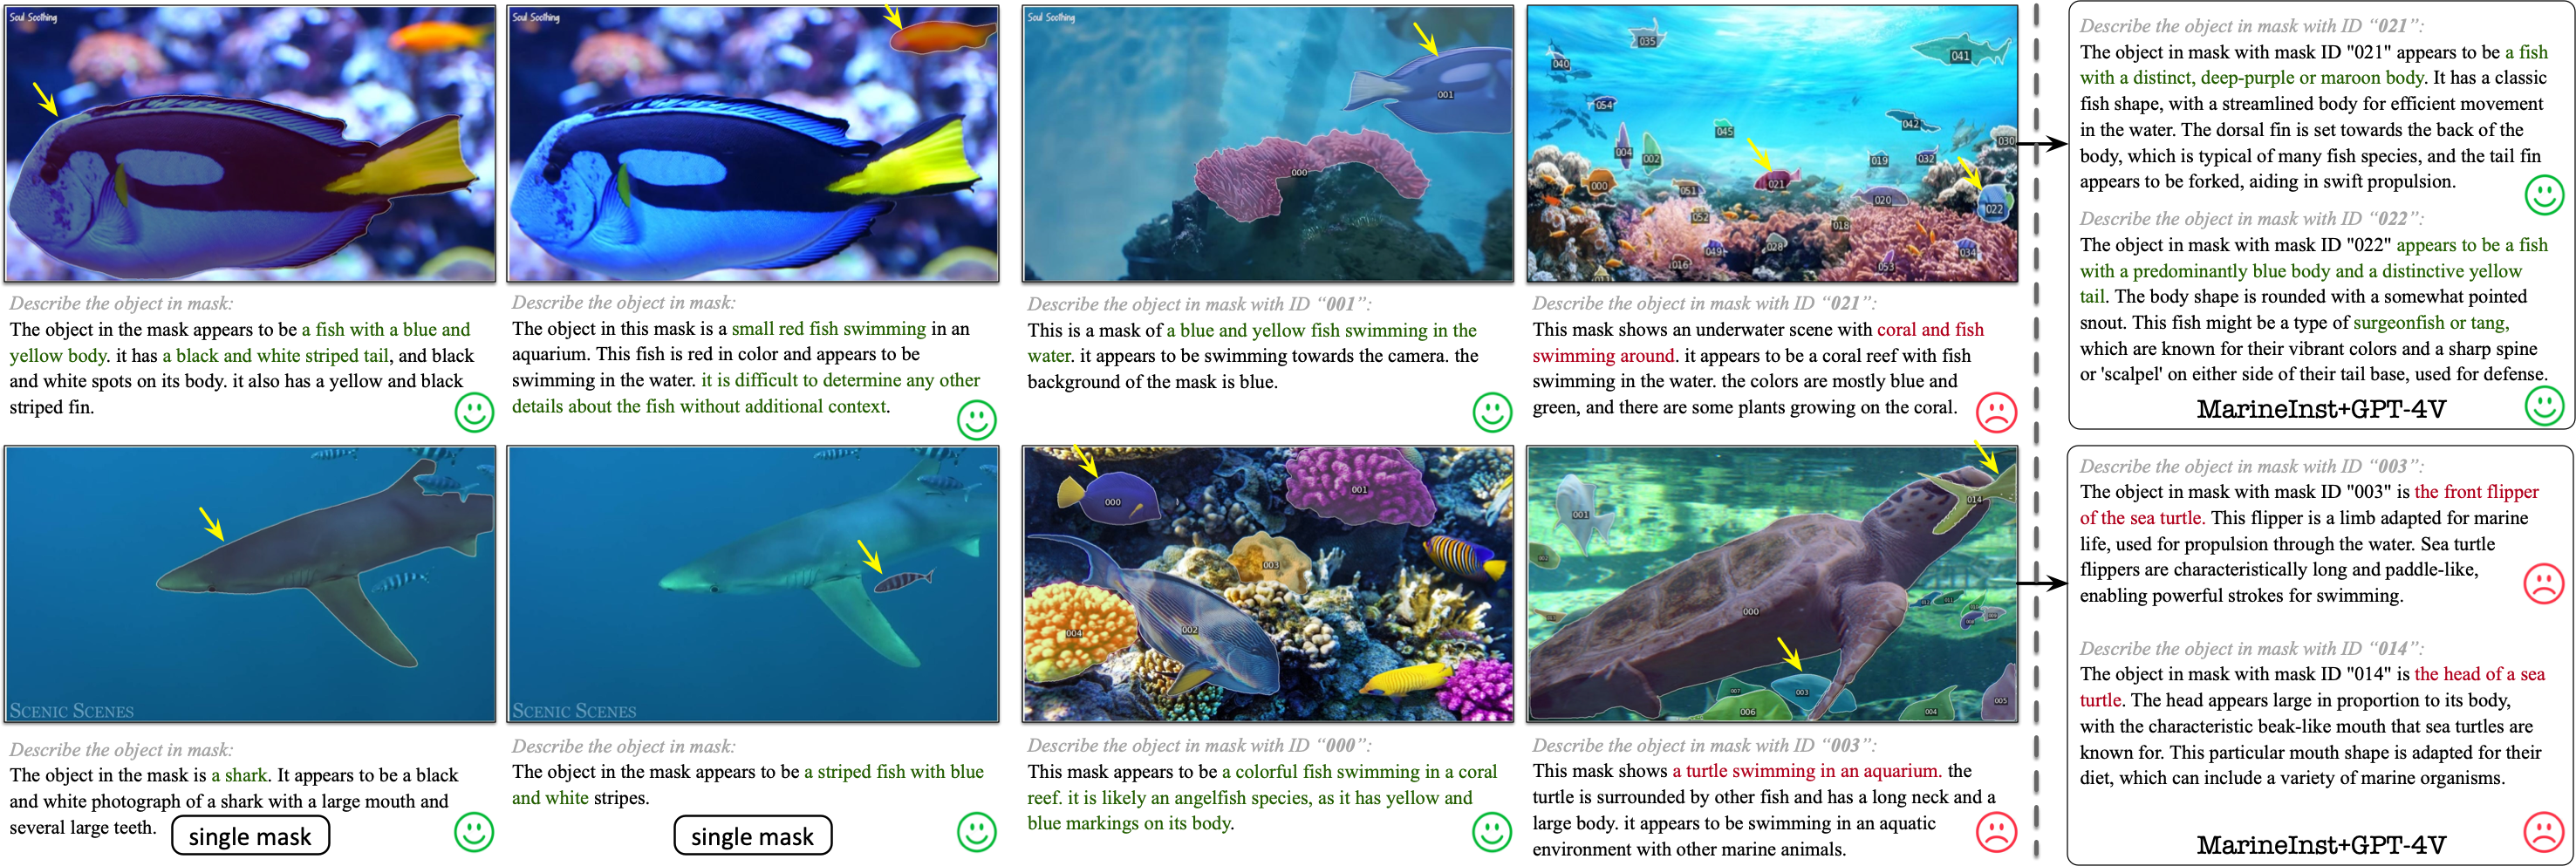 Soul Soothing
Describe the object in mask:
The object in the mask appears to be a fish with a blue and
yellow body. it has a black and white striped tail, and black
and white spots on its body. it also has a yellow and black
striped fin.
Soul Soothing
Describe the object in mask:
The object in this mask is a small red fish swimming in an
aquarium. This fish is red in color and appears to be
swimming in the water. it is difficult to determine any other
details about the fish without additional context.
Soul Soothing
001
000
Describe the object in mask with ID “001”:
This is a mask of a blue and yellow fish swimming in the
water. it appears to be swimming towards the camera. the
background of the mask is blue.
035
041
040
054
045
042
030
004
002
019
032
000
051
021
020
022
052
018
049
028
034
016
053
Describe the object in mask with ID “021”:
This mask shows an underwater scene with coral and fish
swimming around. it appears to be a coral reef with fish
swimming in the water. the colors are mostly blue and
green, and there are some plants growing on the coral.
Describe the object in mask with ID “021”:
The object in mask with mask ID "021" appears to be a fish
with a distinct, deep-purple or maroon body. It has a classic
fish shape, with a streamlined body for efficient movement
in the water. The dorsal fin is set towards the back of the
body, which is typical of many fish species, and the tail fin
appears to be forked, aiding in swift propulsion.
Describe the object in mask with ID “022”:
The object in mask with mask ID "022" appears to be a fish
with a predominantly blue body and a distinctive yellow
tail. The body shape is rounded with a somewhat pointed
snout. This fish might be a type of surgeonfish or tang,
which are known for their vibrant colors and a sharp spine
or 'scalpel' on either side of their tail base, used for defense.
MarineInst+GPT-4V
SCENIC SCENES
Describe the object in mask:
The object in the mask is a shark. It appears to be a black
and white photograph of a shark with a large mouth and
several large teeth.
single mask
SCENIC SCENES
Describe the object in mask:
The object in the mask appears to be a striped fish with blue
and white stripes.
single mask
000
001
003
004
002
Describe the object in mask with ID “000”:
This mask appears to be a colorful fish swimming in a coral
reef. it is likely an angelfish species, as it has yellow and
blue markings on its body.
014
001
000
007
003
006
004
005
Describe the object in mask with ID “003”:
This mask shows a turtle swimming in an aquarium. the
turtle is surrounded by other fish and has a long neck and a
large body. it appears to be swimming in an aquatic
environment with other marine animals.
Describe the object in mask with ID “003”:
The object in mask with mask ID "003" is the front flipper
of the sea turtle. This flipper is a limb adapted for marine
life, used for propulsion through the water. Sea turtle
flippers are characteristically long and paddle-like,
enabling powerful strokes for swimming.
Describe the object in mask with ID “014”:
The object in mask with mask ID "014" is the head of a sea
turtle. The head appears large in proportion to its body,
with the characteristic beak-like mouth that sea turtles are
known for. This particular mouth shape is adapted for their
diet, which can include a variety of marine organisms.
MarineInst+GPT-4V